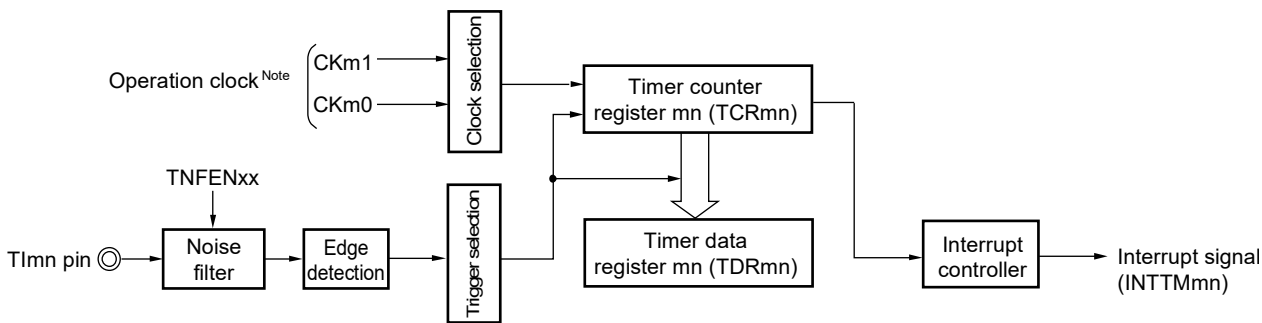 Operation clock Note
CKm1
CKm0
Clock selection
Timer counter
register mn (TCRmn)
TNFENxx
TImn pin
Noise
filter
Edge
detection
Trigger selection
Timer data
register mn (TDRmn)
Interrupt
controller
Interrupt signal
(INTTMmn)